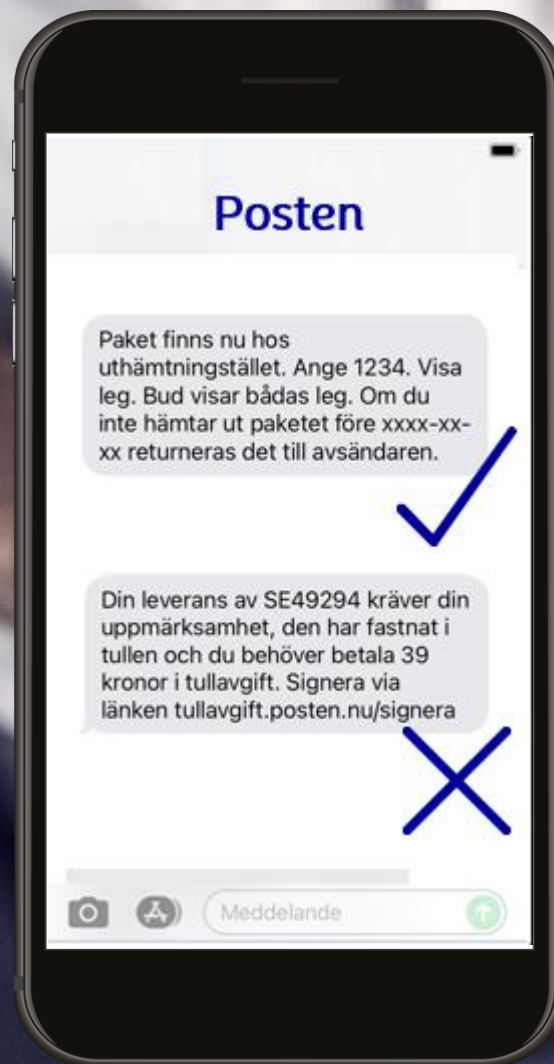 Posten
Paket finns nu hos
uthämtningstället. Ange 1234. Visa
leg. Bud visar bådas leg. Om du
inte hämtar ut paketet före xxxx-xx-
xx returneras det till avsändaren.
Din leverans av SE49294 kräver din
uppmärksamhet, den har fastnat i
tullen och du behöver betala 39
kronor i tullavgift. Signera via
länken tullavgift.posten.nu/signera
Meddelande